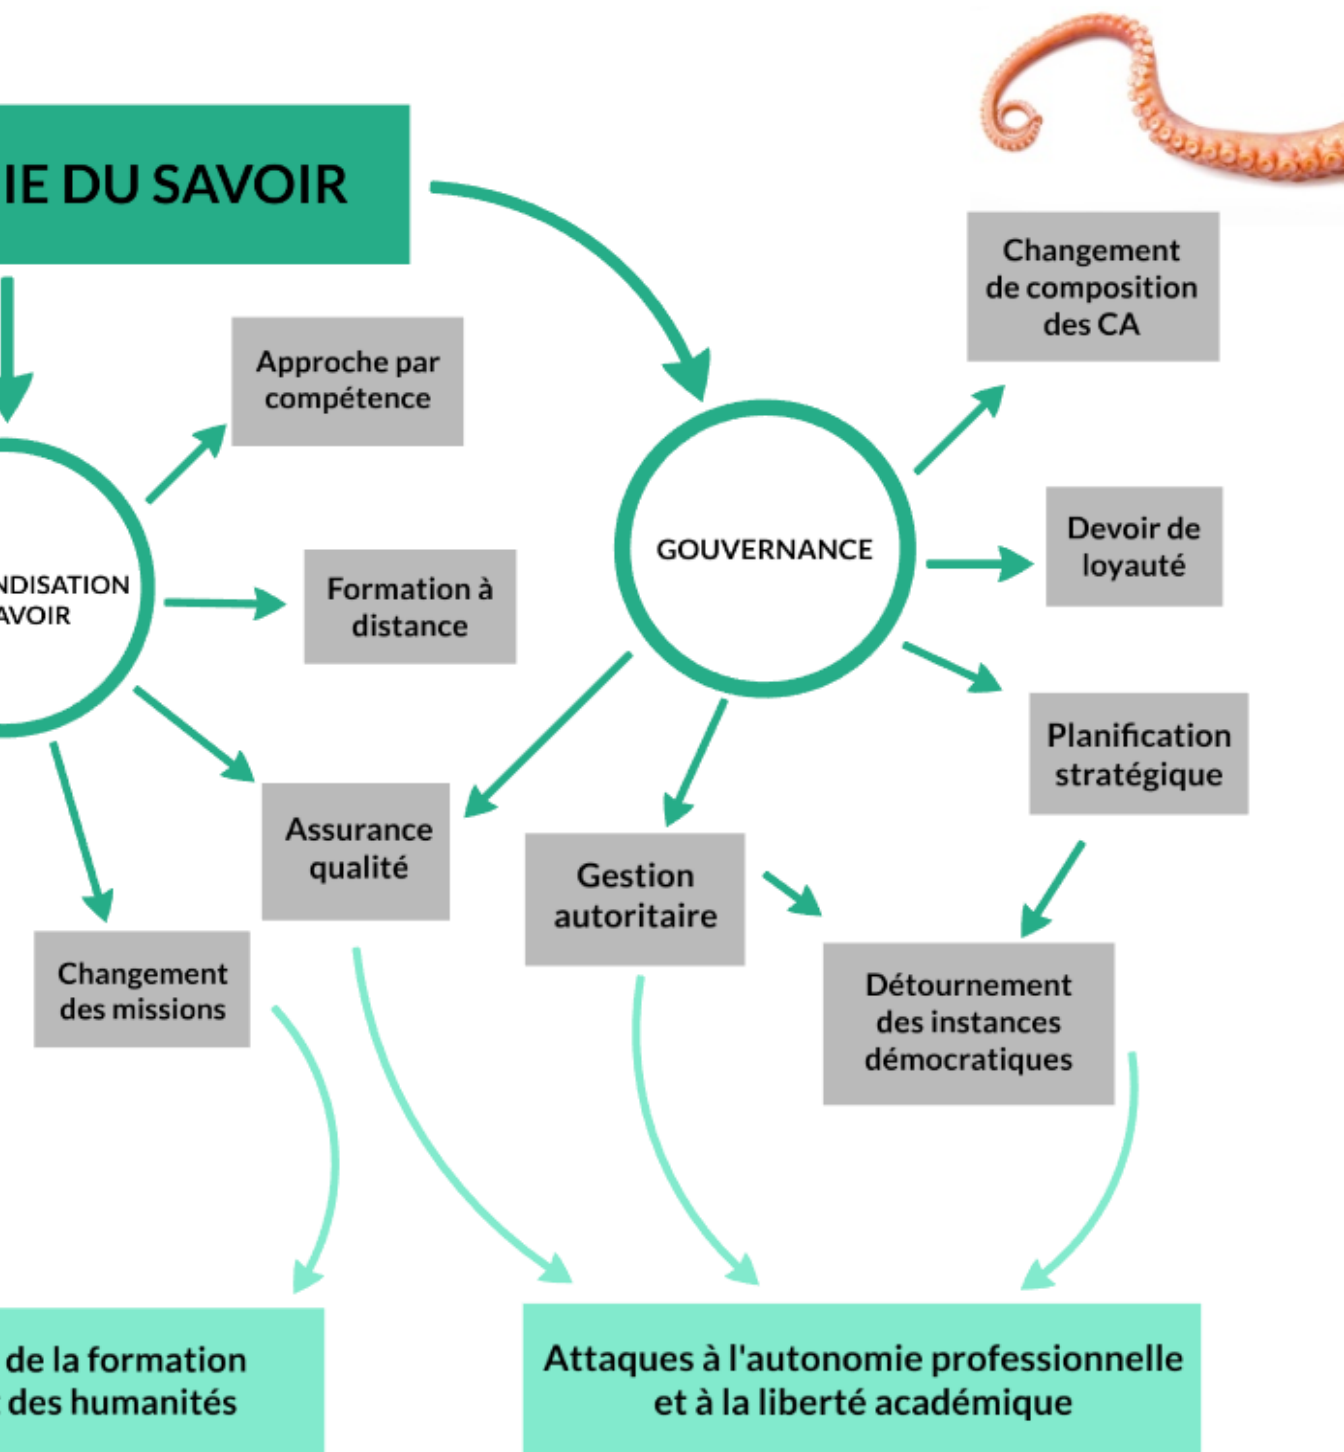 IE DU SAVOIR
Changement
de composition
des CA
Approche par
compétence
Devoir de
loyauté
GOUVERNANCE
NDISATION
AVOIR
Formation à
distance
Planification
stratégique
Assurance
qualité
Gestion
autoritaire
Changement
des missions
Détournement
des instances
démocratiques
de la formation
des humanités
Attaques à l'autonomie professionnelle
et à la liberté académique